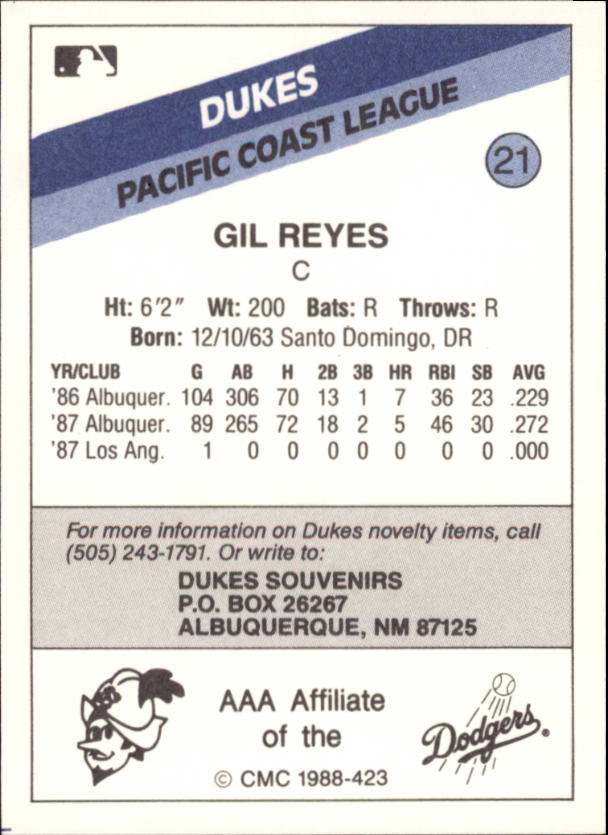 DUKES
PACIFIC COAST LEAGUE
21
GIL REYES
C
Ht: 6'2" Wt: 200 Bats: R Throws: R
Born: 12/10/63 Santo Domingo, DR
YR/CLUB G AB H 2B 3B HR RBI SB AVG
'86 Albuquer. 104 306 70 13 1 7 36 23 .229
'87 Albuquer. 89 265 72 18 2 5 46 30 .272
'87 Los Ang. 1 0 0 0 0 0 0 0 .000
For more information on Dukes novelty items, call
(505) 243-1791. Or write to:
DUKES SOUVENIRS
P.O. BOX 26267
ALBUQUERQUE, NM 87125
AAA Affiliate
of the
Dodgers®
© CMC 1988-423